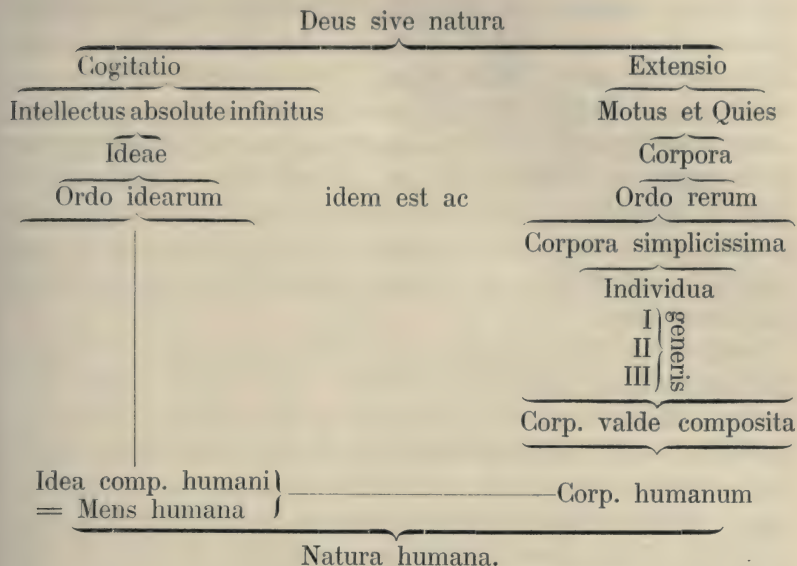 Deus sive natura
Cogitatio Extensio
Intellectus absolute infinitus Motus et Quies
Ideae Corpora
Ordo idearum idem est ac Ordo rerum
Corpora simplicissima
Individua
I
II
III
generis
Corp. valde composita
Idea comp. humani
= Mens humana
Corp. humanum
Natura humana.